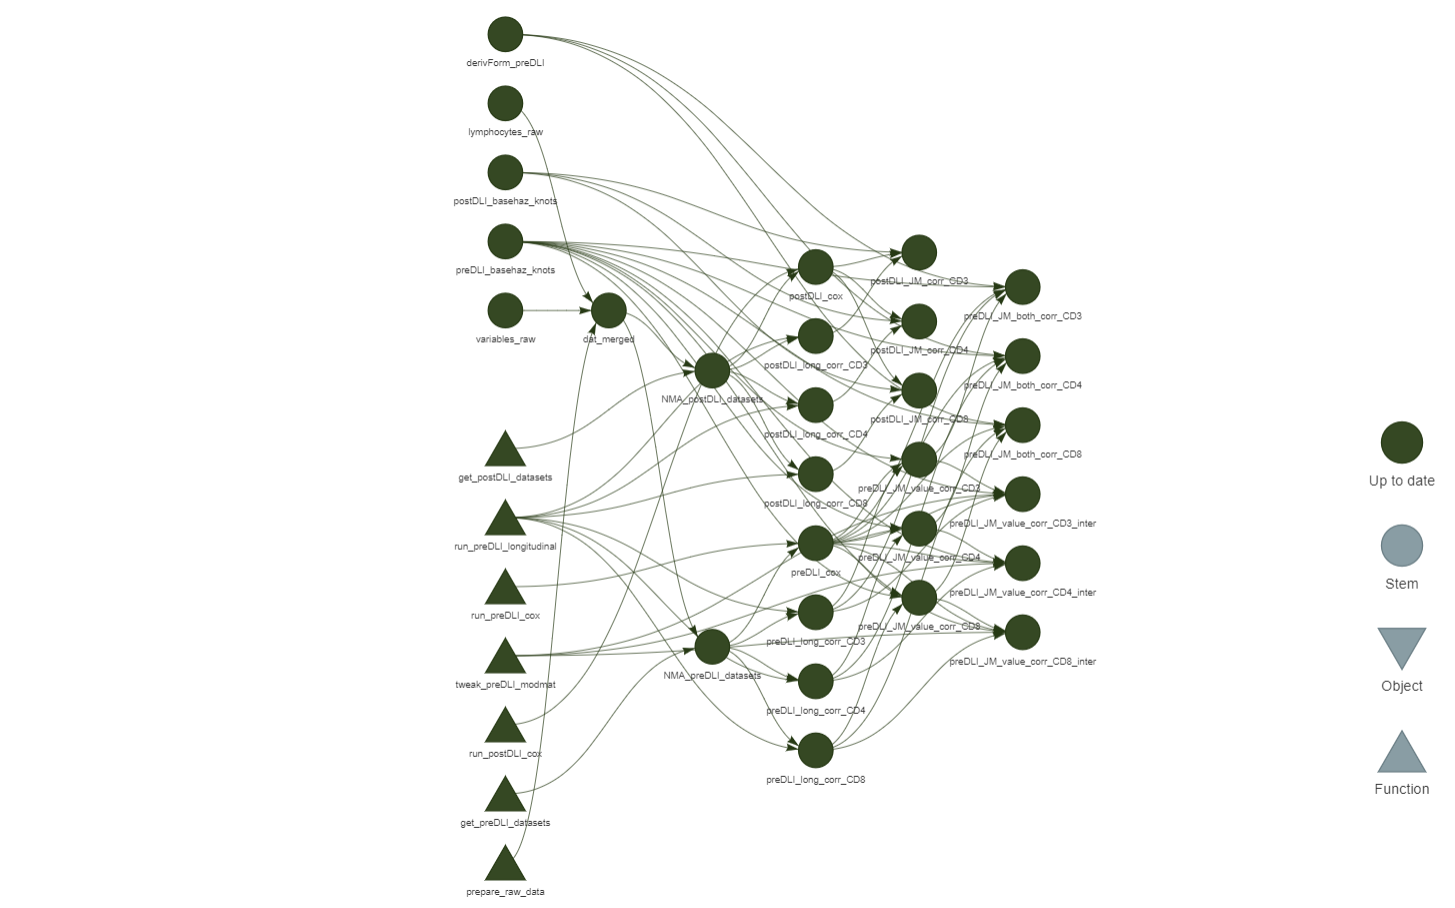 derivForm_preDLI
lymphocytes_raw
postDLI_basehaz_knots
preDLI_basehaz_knots
variables_raw
get_postDLI_datasets
run_preDLI_longitudinal
run_preDLI_cox
tweak_preDLI_modmat
run_postDLI_cox
get_preDLI_datasets
prepare_raw_data
dat_merged
NMA_postDLI_datasets
NMA_preDLI_datasets
postDLI_cox
postDLI_long_corr_CD3
postDLI_long_corr_CD4
postDLI_long_corr_CD8
preDLI_cox
preDLI_long_corr_CD3
preDLI_long_corr_CD4
preDLI_long_corr_CD8
postDLI_JM_corr_CD3
postDLI_JM_corr_CD4
postDLI_JM_corr_CD8
preDLI_JM_value_corr_CD3
preDLI_JM_value_corr_CD4
preDLI_JM_value_corr_CD8
preDLI_JM_both_corr_CD3
preDLI_JM_both_corr_CD4
preDLI_JM_both_corr_CD8
preDLI_JM_value_corr_CD3_inter
preDLI_JM_value_corr_CD4_inter
preDLI_JM_value_corr_CD8_inter
Up to date
Stem
Object
Function